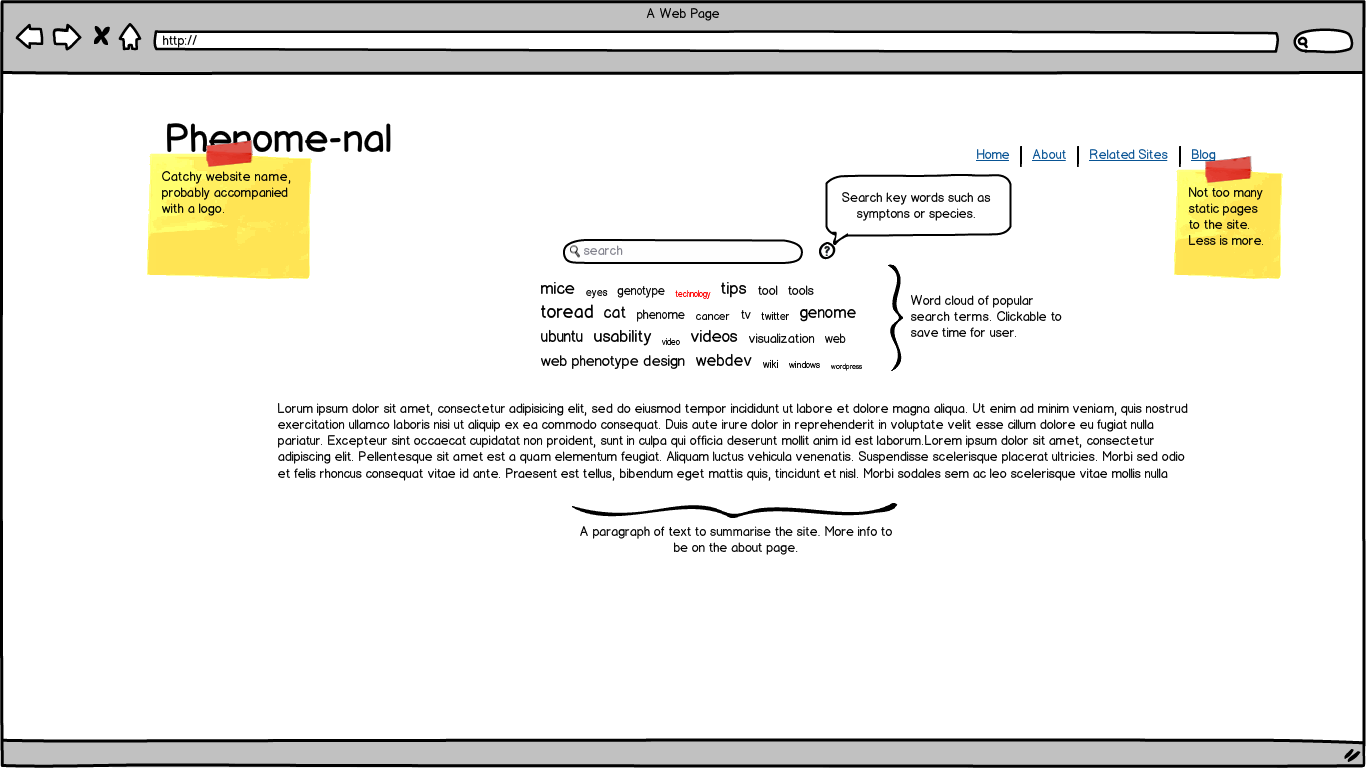 A Web Page
http://
Phenome-nal
Home About Related Sites Blog
Catchy website name,
probably accompanied
with a logo.
Not too many
static pages
to the site.
Less is more.
Search key words such as
symptons or species.
search ?
mice eyes genotype technology tips tool tools
toread cat phenome cancer tv twitter genome
ubuntu usability video videos visualization web
web phenotype design webdev wiki windows wordpress
Word cloud of popular
search terms. Clickable to
save time for user.
Lorum ipsum dolor sit amet, consectetur adipisicing elit, sed do eiusmod tempor incididunt ut labore et dolore magna aliqua. Ut enim ad minim veniam, quis nostrud
exercitation ullamco laboris nisi ut aliquip ex ea commodo consequat. Duis aute irure dolor in reprehenderit in voluptate velit esse cillum dolore eu fugiat nulla
pariatur. Excepteur sint occaecat cupidatat non proident, sunt in culpa qui officia deserunt mollit anim id est laborum.Lorem ipsum dolor sit amet, consectetur
adipiscing elit. Pellentesque sit amet est a quam elementum feugiat. Aliquam luctus vehicula venenatis. Suspendisse scelerisque placerat ultricies. Morbi sed odio
et felis rhoncus consequat vitae id ante. Praesent est tellus, bibendum eget mattis quis, tincidunt et nisl. Morbi sodales sem ac leo scelerisque vitae mollis nulla
A paragraph of text to summarise the site. More info to
be on the about page.